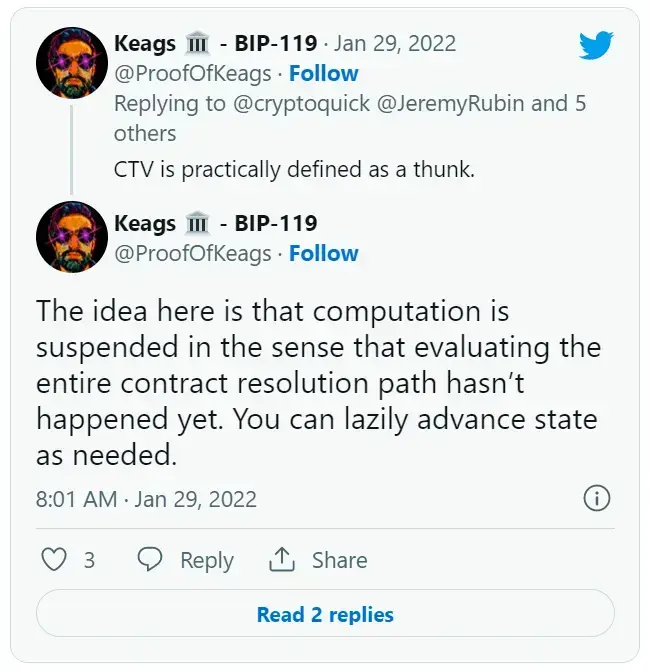 Keags 🏛 - BIP-119 · Jan 29, 2022
@ProofOfKeags · Follow
Replying to @cryptoquick @JeremyRubin and 5
others
CTV is practically defined as a thunk.
Keags 🏛 - BIP-119
@ProofOfKeags · Follow
The idea here is that computation is
suspended in the sense that evaluating the
entire contract resolution path hasn’t
happened yet. You can lazily advance state
as needed.
8:01 AM · Jan 29, 2022
3 Reply Share
Read 2 replies